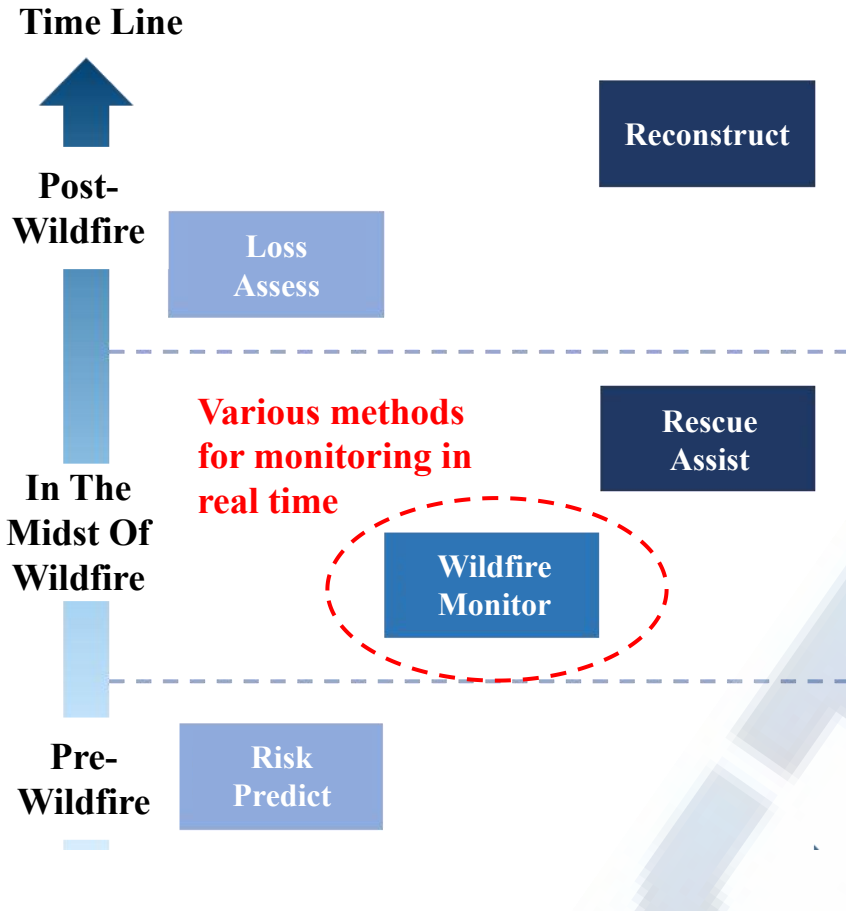 Time Line
Reconstruct
Post-
Wildfire
Loss
Assess
Various methods
for monitoring in
real time
Rescue
Assist
In The
Midst Of
Wildfire
Wildfire
Monitor
Pre-
Wildfire
Risk
Predict